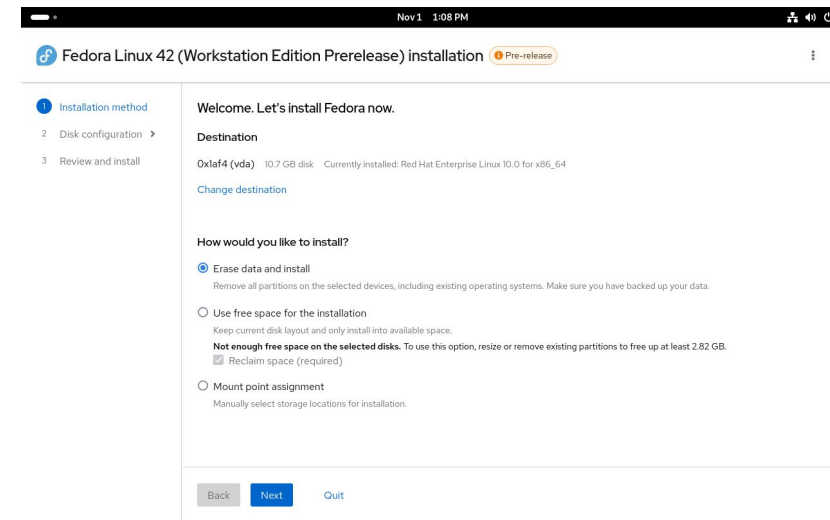 Nov 1 1:08 PM
Fedora Linux 42 (Workstation Edition Prerelease) installation Pre-release
1 Installation method
2 Disk configuration
3 Review and install
Welcome. Let's install Fedora now.
Destination
0x1af4 (vda) 10.7 GB disk Currently installed: Red Hat Enterprise Linux 10.0 for x86_64
Change destination
How would you like to install?
Erase data and install
Remove all partitions on the selected devices, including existing operating systems. Make sure you have backed up your data.
Use free space for the installation
Keep current disk layout and only install into available space.
Not enough free space on the selected disks. To use this option, resize or remove existing partitions to free up at least 2.82 GB.
Reclaim space (required)
Mount point assignment
Manually select storage locations for installation.
Back Next Quit